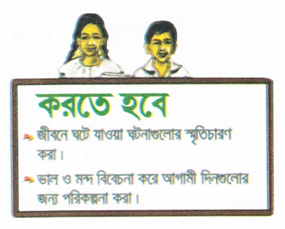 করতে হবে
জীবনে ঘটে যাওয়া ঘটনাগুলোর স্মৃতিচারণ
করা।
ভাল ও মন্দ বিবেচনা করে আগামী দিনগুলোর
জন্য পরিকল্পনা করা।